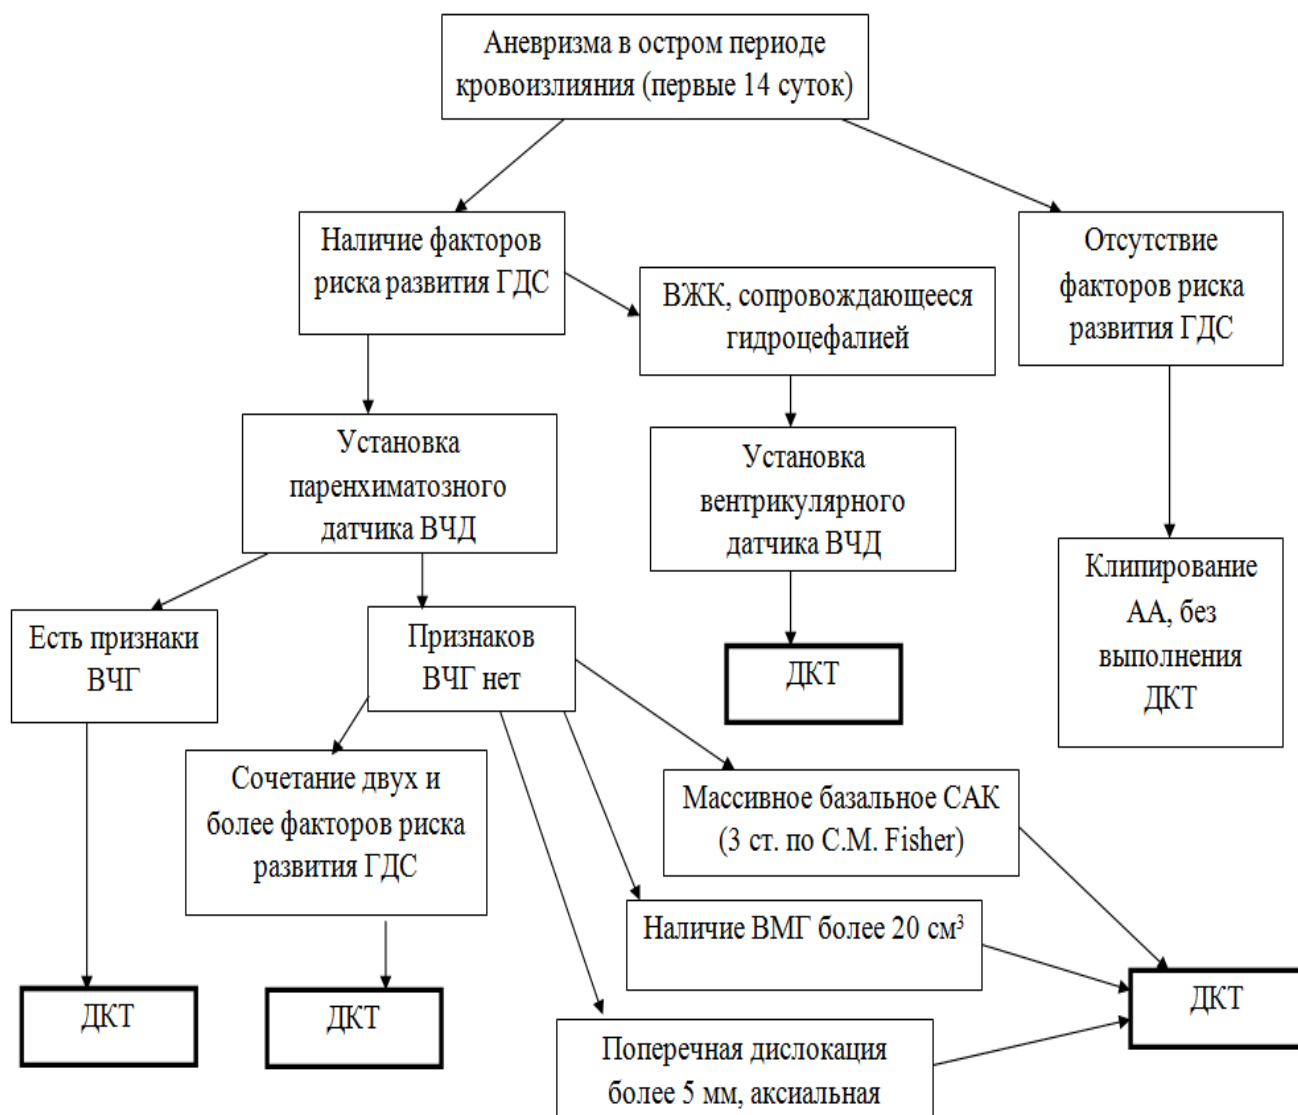 Аневризма в остром периоде
кровоизлияния (первые 14 суток)
Наличие факторов
риска развития ГДС
ВЖК, сопровождающееся
гидроцефалией
Отсутствие
факторов риска
развития ГДС
Установка
паренхиматозного
датчика ВЧД
Установка
вентрикулярного
датчика ВЧД
Клипирование
АА, без
выполнения
ДКТ
Есть признаки
ВЧГ
Признаков
ВЧГ нет
ДКТ
Сочетание двух и
более факторов риска
развития ГДС
Массивное базальное САК
(3 ст. по C.M. Fisher)
Наличие ВМГ более 20 см³
ДКТ
ДКТ
ДКТ
Поперечная дислокация
более 5 мм, аксиальная